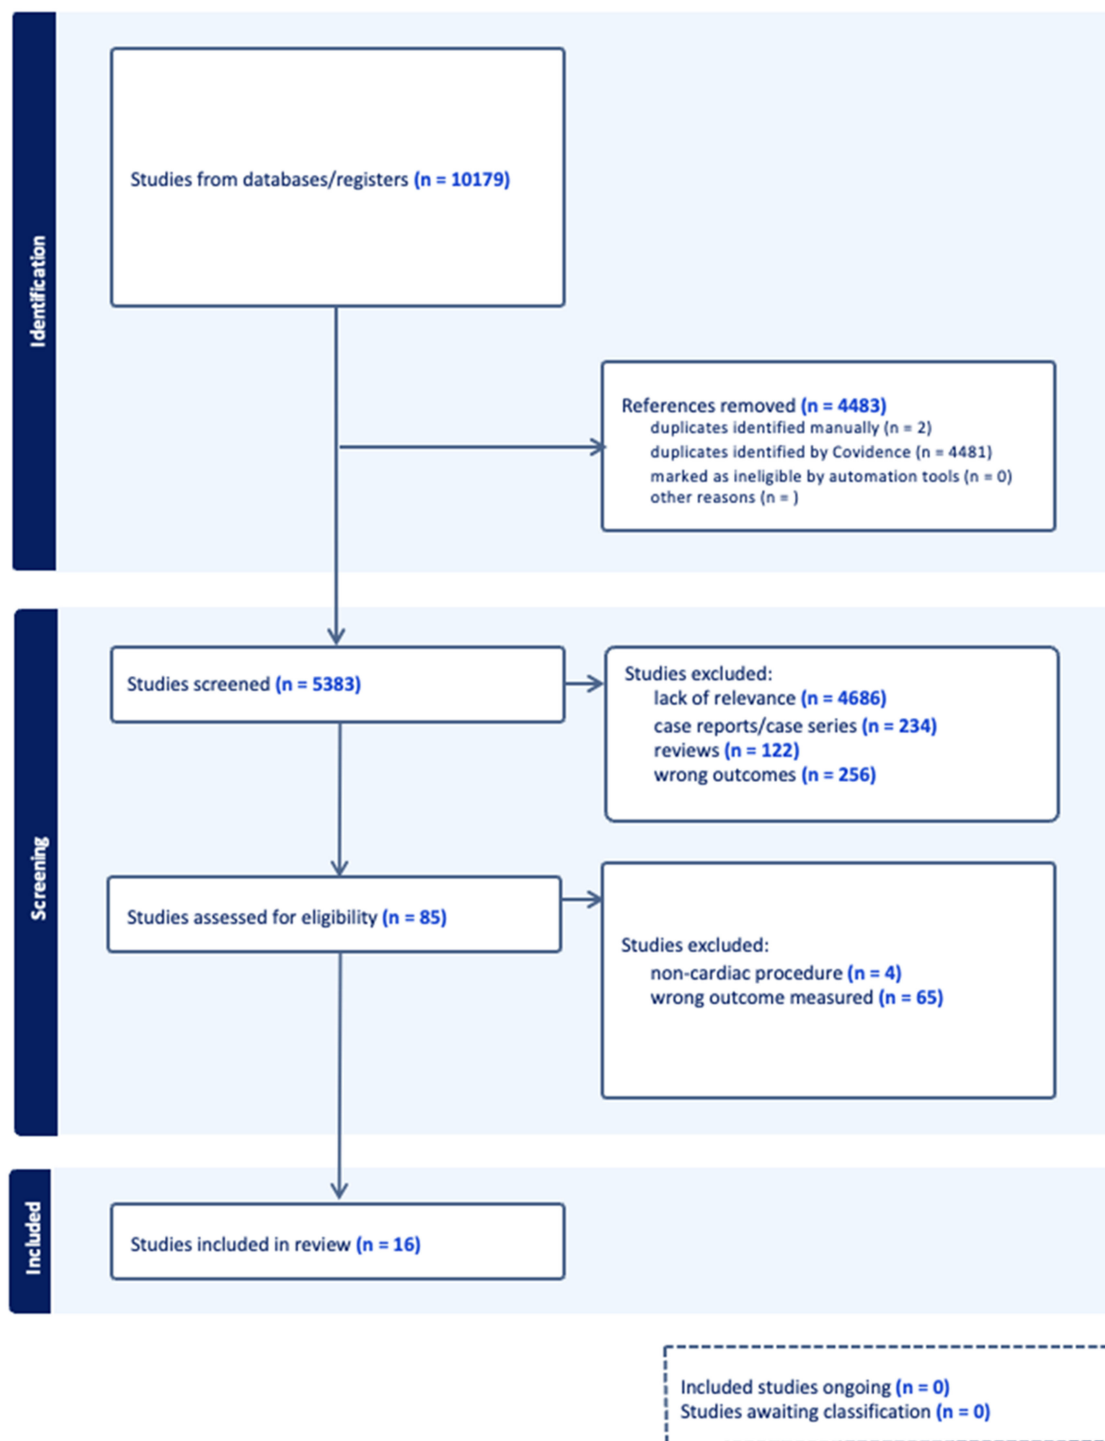 Identification
Studies from databases/registers (n = 10179)
References removed (n = 4483)
duplicates identified manually (n = 2)
duplicates identified by Covidence (n = 4481)
marked as ineligible by automation tools (n = 0)
other reasons (n = )
Screening
Studies screened (n = 5383)
Studies excluded:
lack of relevance (n = 4686)
case reports/case series (n = 234)
reviews (n = 122)
wrong outcomes (n = 256)
Studies assessed for eligibility (n = 85)
Studies excluded:
non-cardiac procedure (n = 4)
wrong outcome measured (n = 65)
Included
Studies included in review (n = 16)
Included studies ongoing (n = 0)
Studies awaiting classification (n = 0)